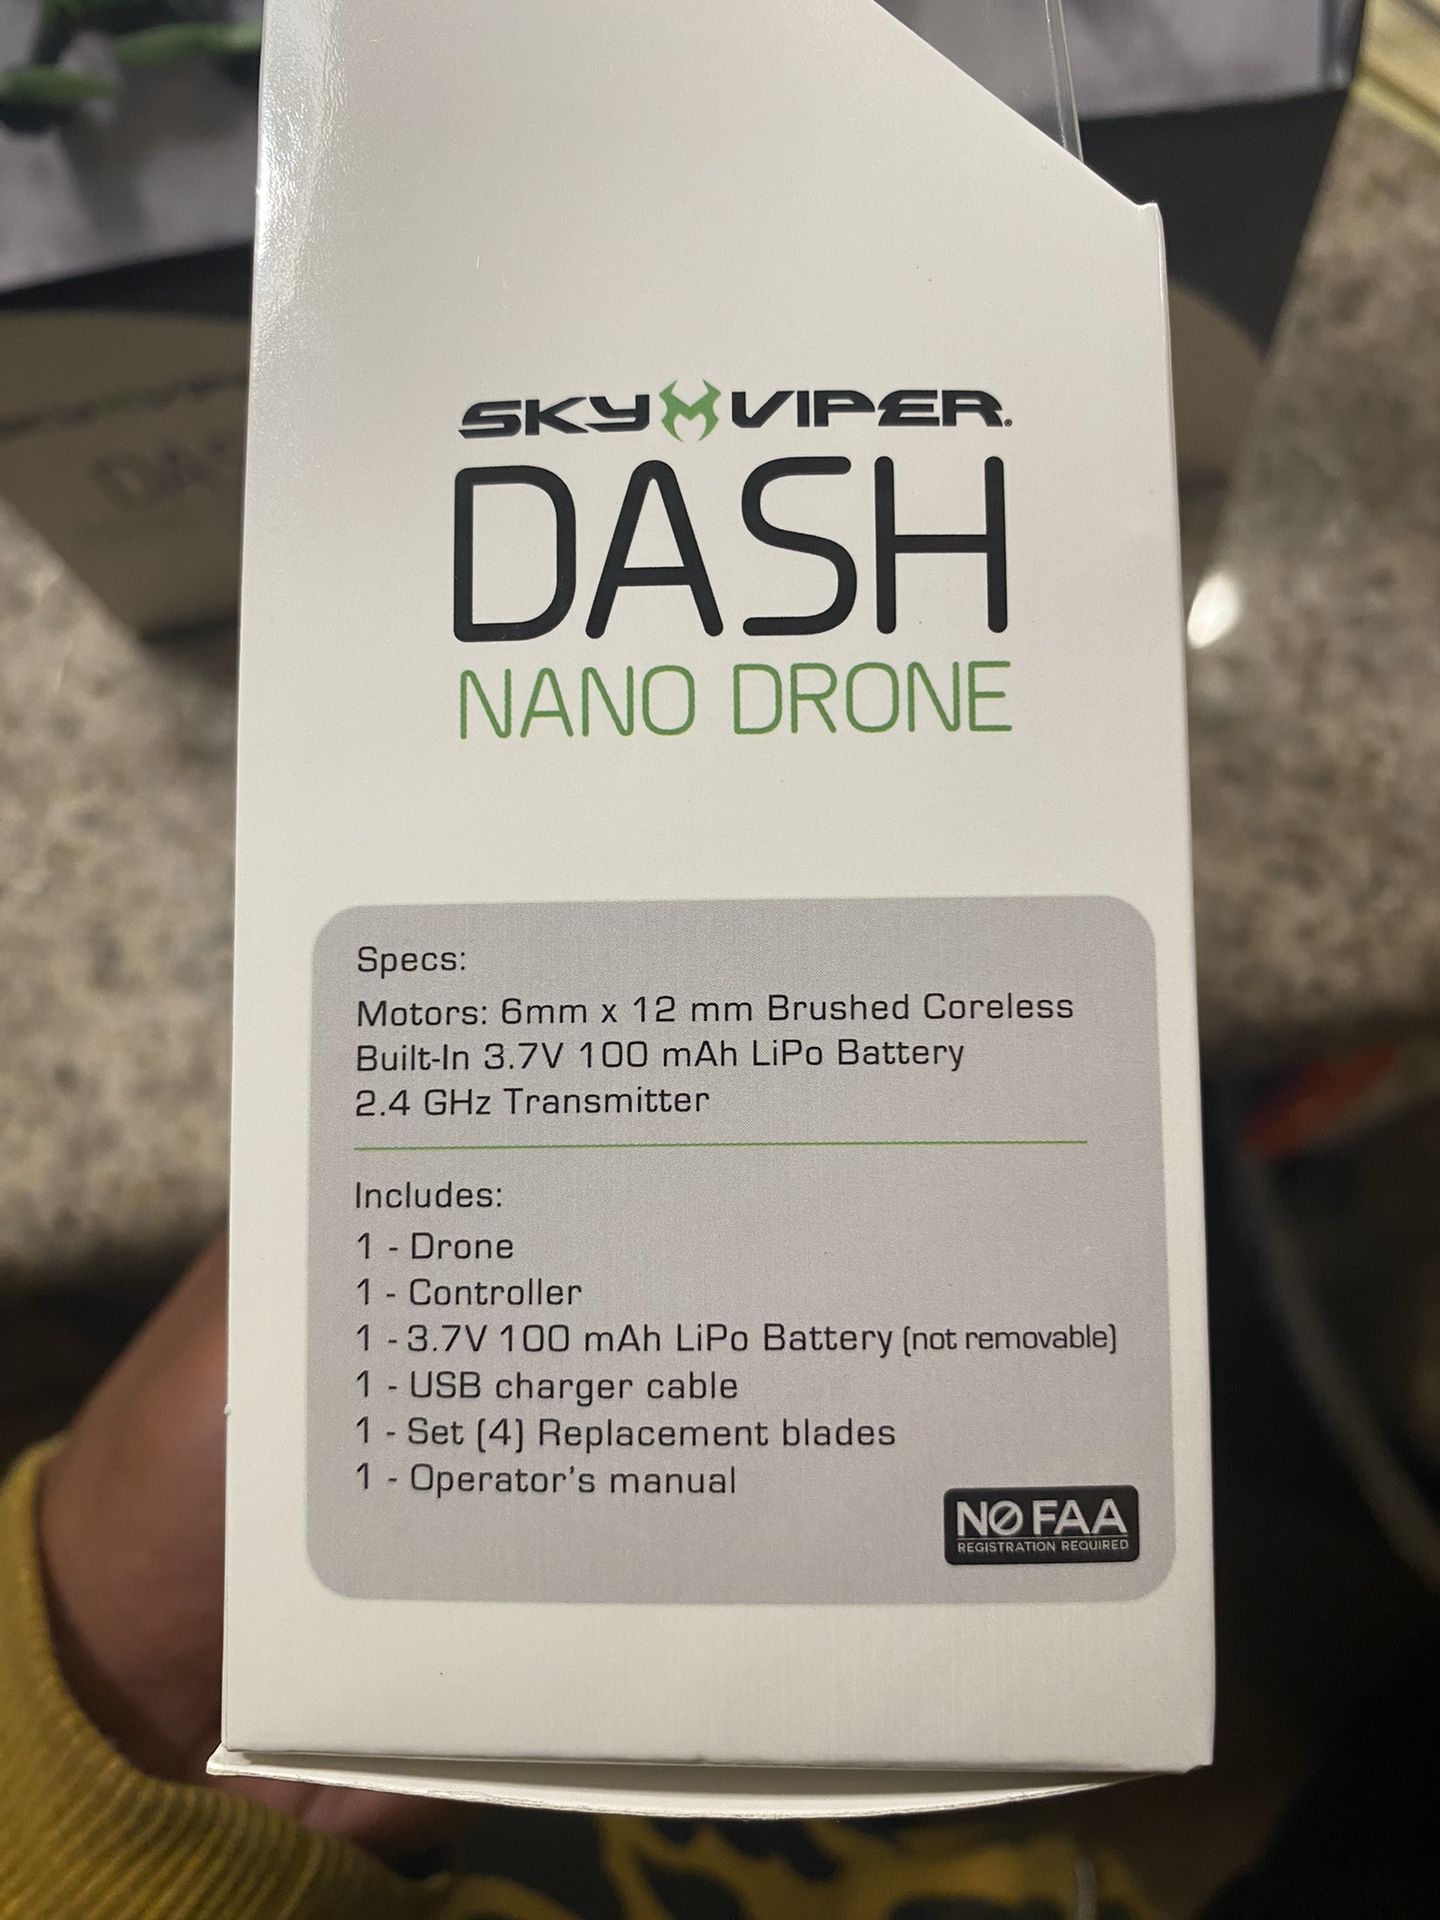 SKY VIPER®
DASH
NANO DRONE
Specs:
Motors: 6mm x 12 mm Brushed Coreless
Built-In 3.7V 100 mAh LiPo Battery
2.4 GHz Transmitter
Includes:
1 - Drone
1 - Controller
1 - 3.7V 100 mAh LiPo Battery (not removable)
1 - USB charger cable
1 - Set (4) Replacement blades
1 - Operator's manual
NO FAA
REGISTRATION REQUIRED